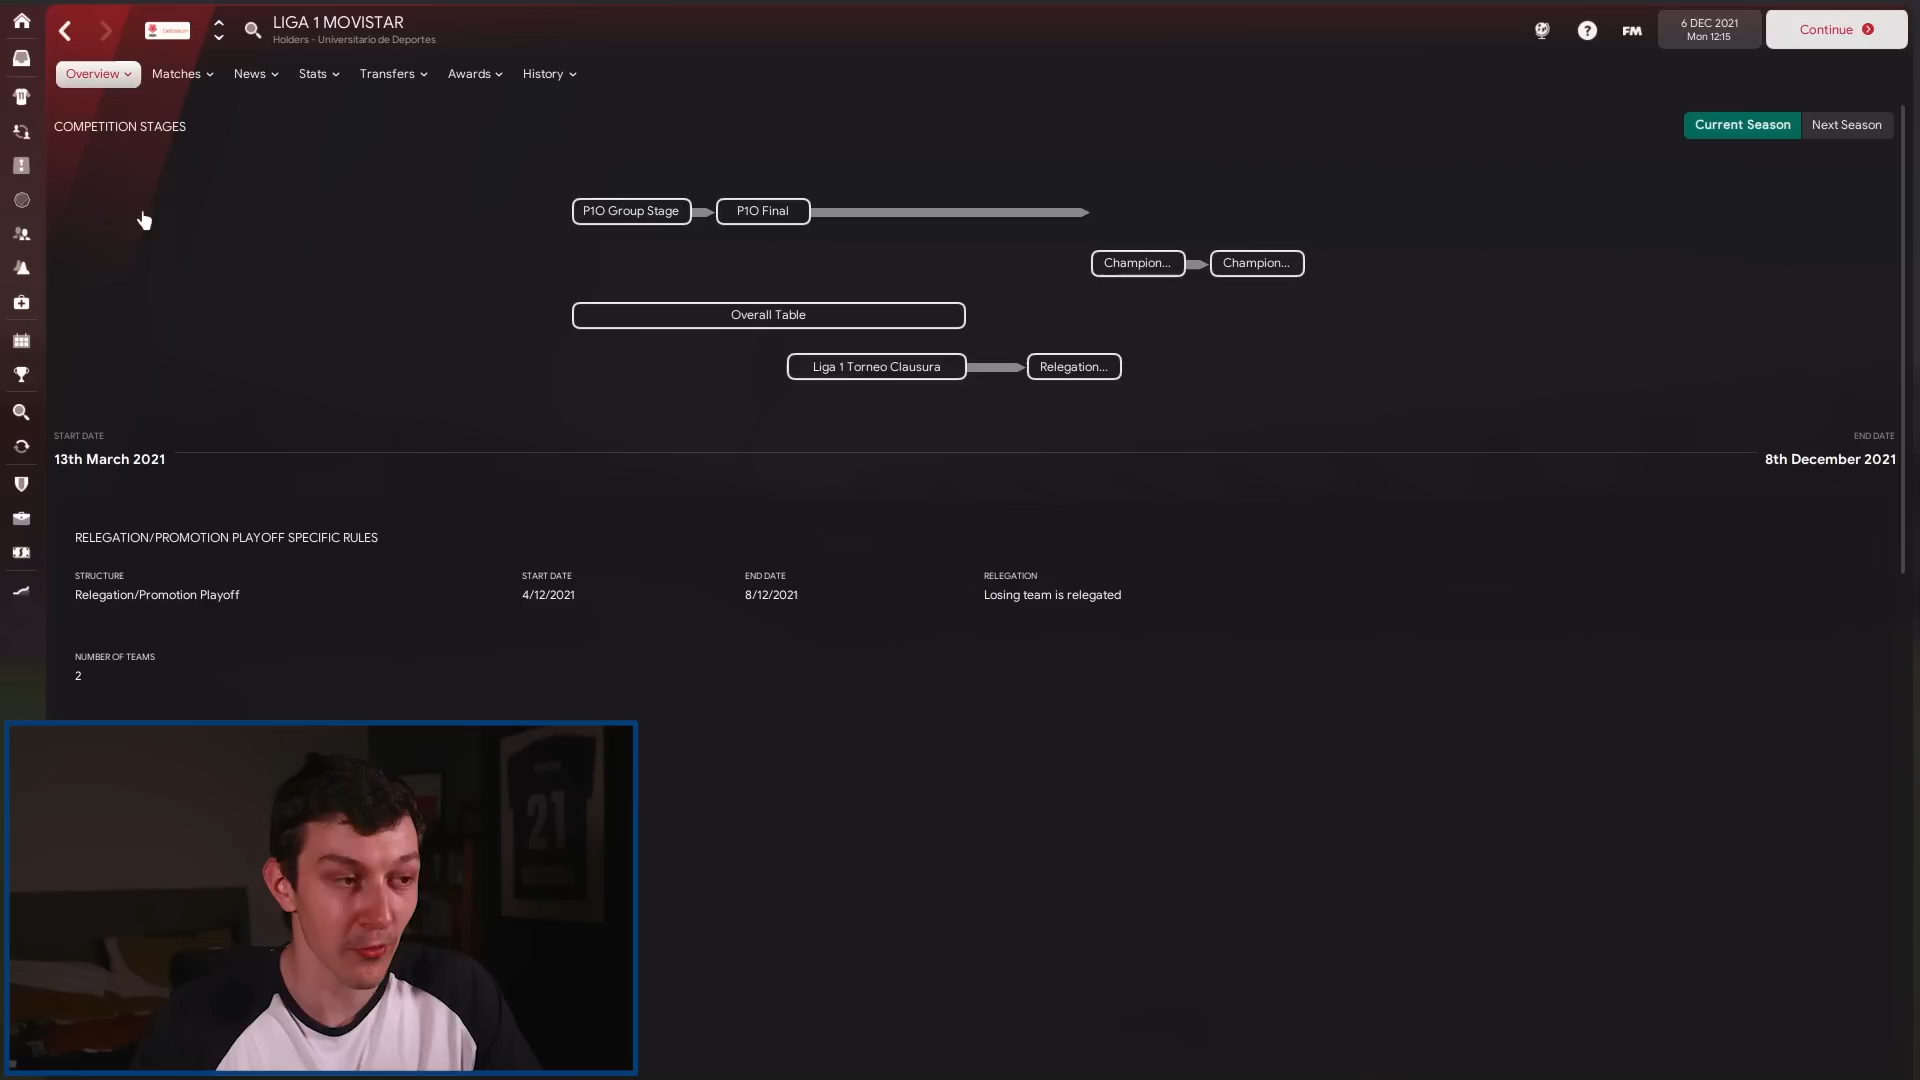 LIGA 1 MOVISTAR
Holders - Universitario de Deportes
FM
6 DEC 2021
Mon 12:15
Continue
Overview
Matches
News
Stats
Transfers
Awards
History
COMPETITION STAGES
Current Season
Next Season
P1O Group Stage
P1O Final
Champion...
Champion...
Overall Table
Liga 1 Torneo Clausura
Relegation...
START DATE
13th March 2021
END DATE
8th December 2021
RELEGATION/PROMOTION PLAYOFF SPECIFIC RULES
STRUCTURE
Relegation/Promotion Playoff
START DATE
4/12/2021
END DATE
8/12/2021
RELEGATION
Losing team is relegated
NUMBER OF TEAMS
2
21